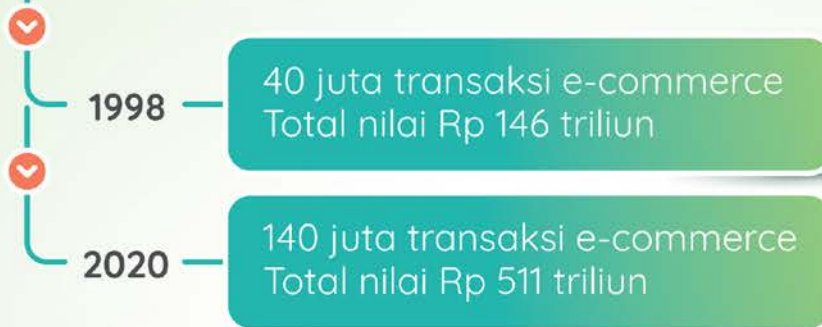 1998
40 juta transaksi e-commerce
Total nilai Rp 146 triliun
2020
140 juta transaksi e-commerce
Total nilai Rp 511 triliun